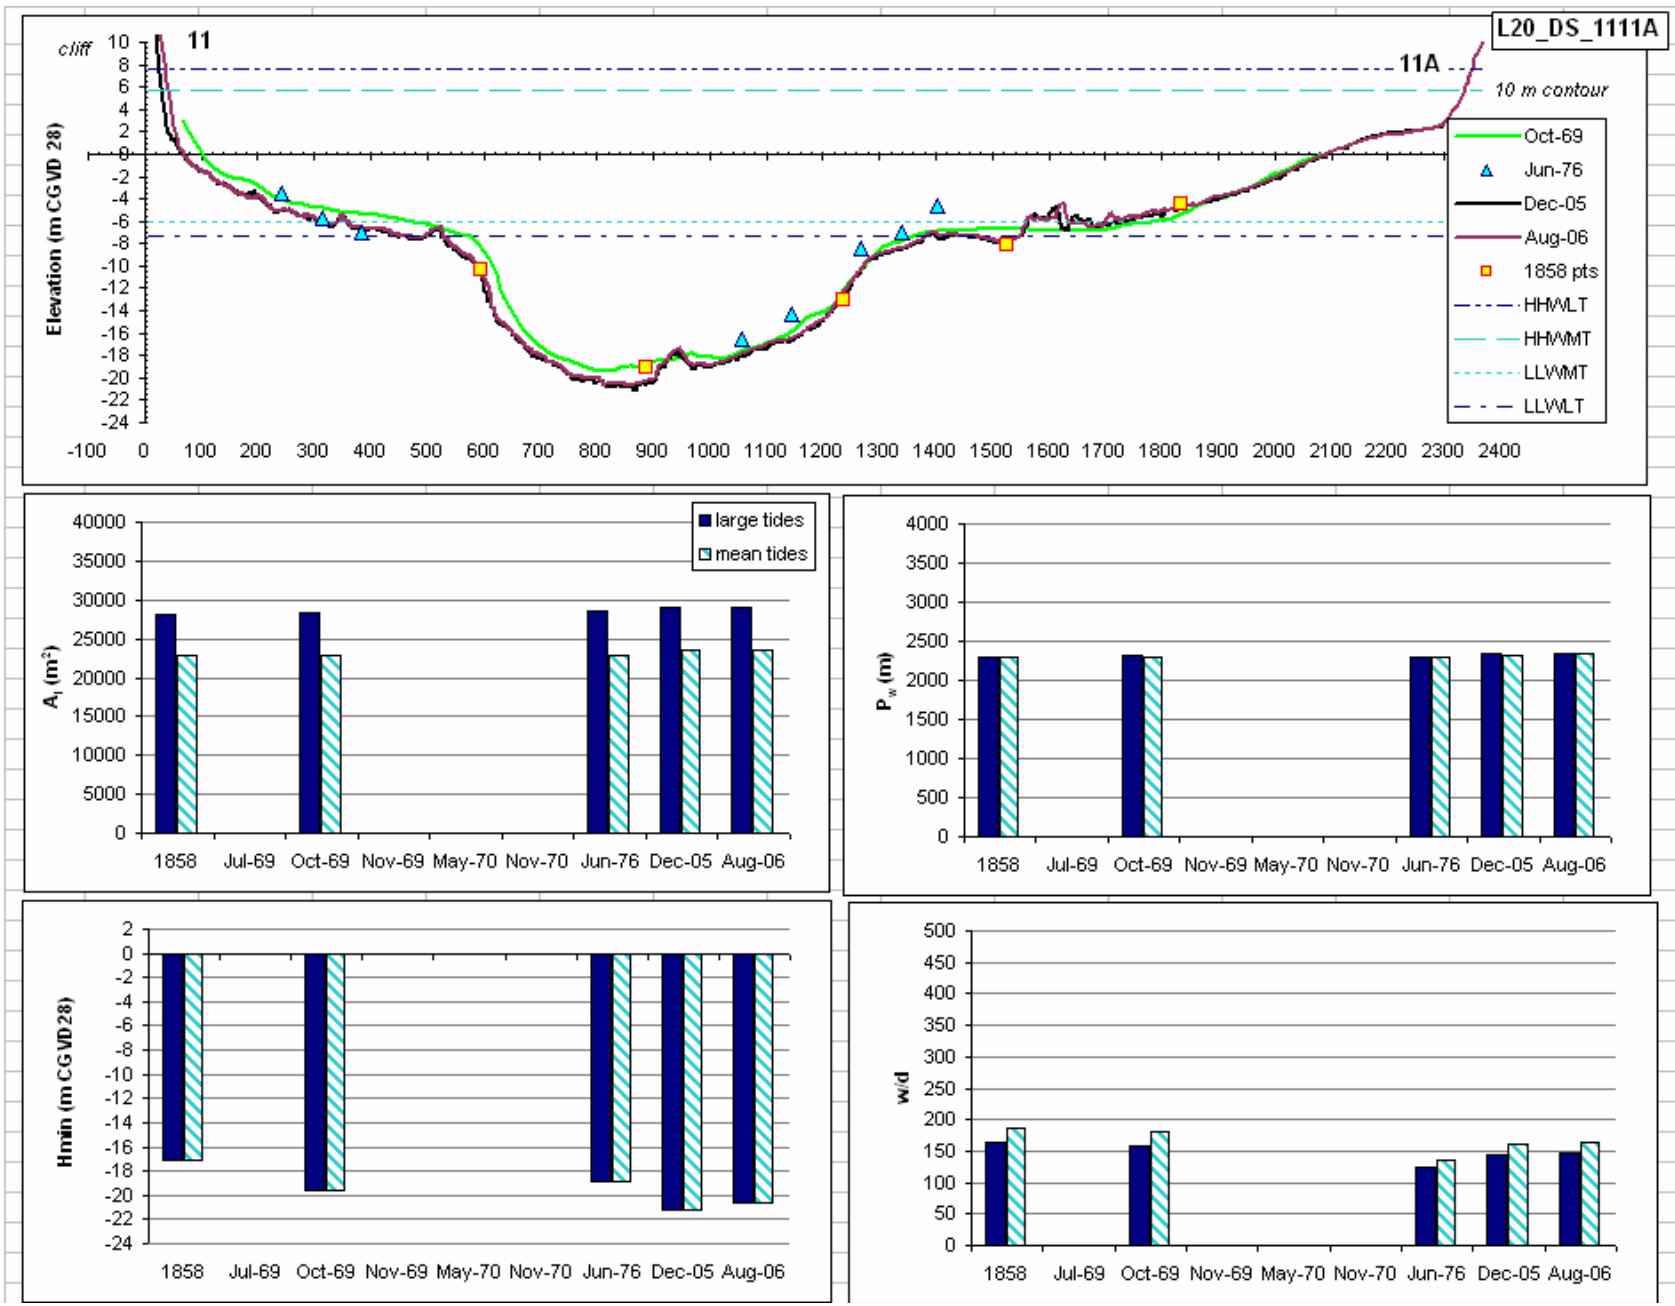 L20_DS_1111A
cliff
11
11A
10 m contour
Elevation (m CGVD 28)
10
8
6
4
2
0
-2
-4
-6
-8
-10
-12
-14
-16
-18
-20
-22
-24
-100 0 100 200 300 400 500 600 700 800 900 1000 1100 1200 1300 1400 1500 1600 1700 1800 1900 2000 2100 2200 2300 2400
Oct-69
Jun-76
Dec-05
Aug-06
1858 pts
HHWLT
HHWMT
LLWMT
LLWLT
A_l (m²)
40000
35000
30000
25000
20000
15000
10000
5000
0
large tides
mean tides
1858 Jul-69 Oct-69 Nov-69 May-70 Nov-70 Jun-76 Dec-05 Aug-06
P_w (m)
4000
3500
3000
2500
2000
1500
1000
500
0
1858 Jul-69 Oct-69 Nov-69 May-70 Nov-70 Jun-76 Dec-05 Aug-06
Hmin (m CGVD28)
2
0
-2
-4
-6
-8
-10
-12
-14
-16
-18
-20
-22
-24
1858 Jul-69 Oct-69 Nov-69 May-70 Nov-70 Jun-76 Dec-05 Aug-06
w/d
500
450
400
350
300
250
200
150
100
50
0
1858 Jul-69 Oct-69 Nov-69 May-70 Nov-70 Jun-76 Dec-05 Aug-06